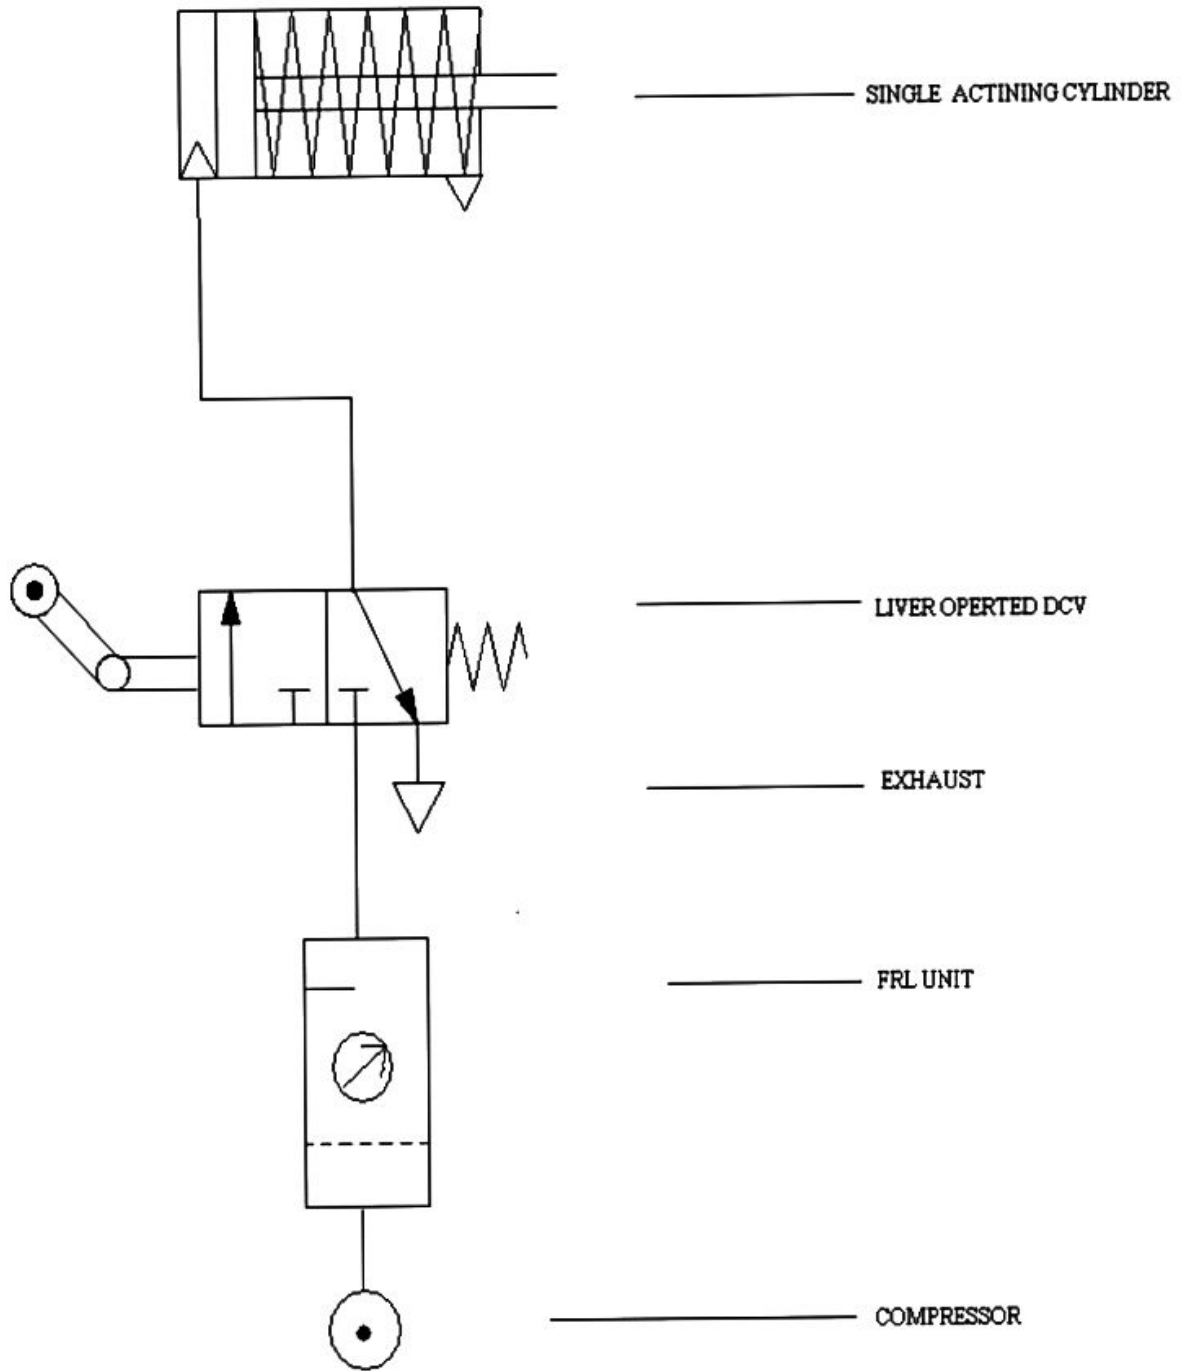 SINGLE ACTINING CYLINDER
LIVER OPERTED DCV
EXHAUST
FRL UNIT
COMPRESSOR